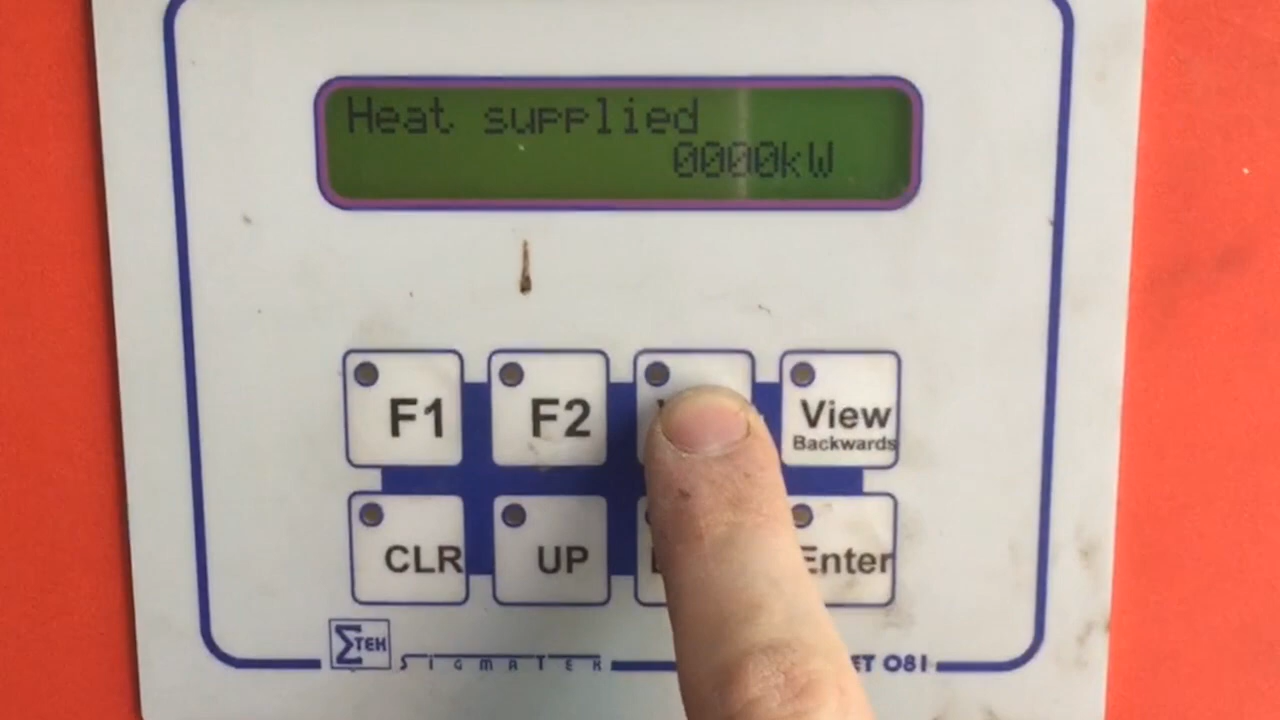 Heat supplied
0000kW
F1 F2 View
Backwards
CLR UP Enter
ΣTEK SIGMATEK ET 081